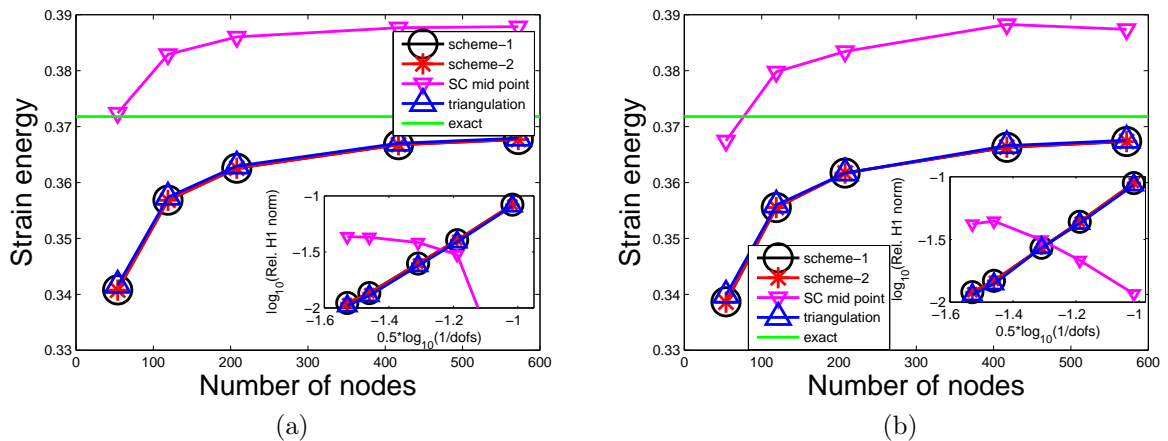 0.39
0.38
0.37
0.36
0.35
0.34
0.33
Strain energy
scheme−1
scheme−2
SC mid point
triangulation
exact
−1
−1.5
−2
log10(Rel. H1 norm)
−1.6 −1.4 −1.2 −1
0.5*log10(1/dofs)
0 100 200 300 400 500 600
Number of nodes
(a)
0.39
0.38
0.37
0.36
0.35
0.34
0.33
Strain energy
−1
−1.5
−2
log10(Rel. H1 norm)
−1.6 −1.4 −1.2 −1
0.5*log10(1/dofs)
scheme−1
scheme−2
SC mid point
triangulation
exact
0 100 200 300 400 500 600
Number of nodes
(b)